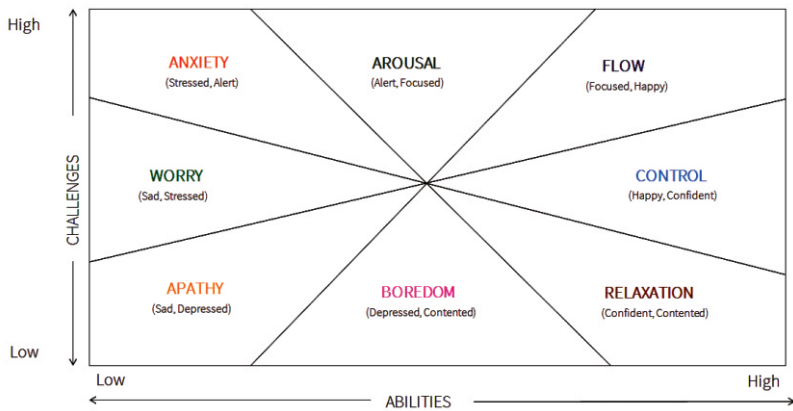 High
ANXIETY
(Stressed, Alert)
AROUSAL
(Alert, Focused)
FLOW
(Focused, Happy)
CHALLENGES
WORRY
(Sad, Stressed)
CONTROL
(Happy, Confident)
APATHY
(Sad, Depressed)
BOREDOM
(Depressed, Contented)
RELAXATION
(Confident, Contented)
Low
Low
High
ABILITIES